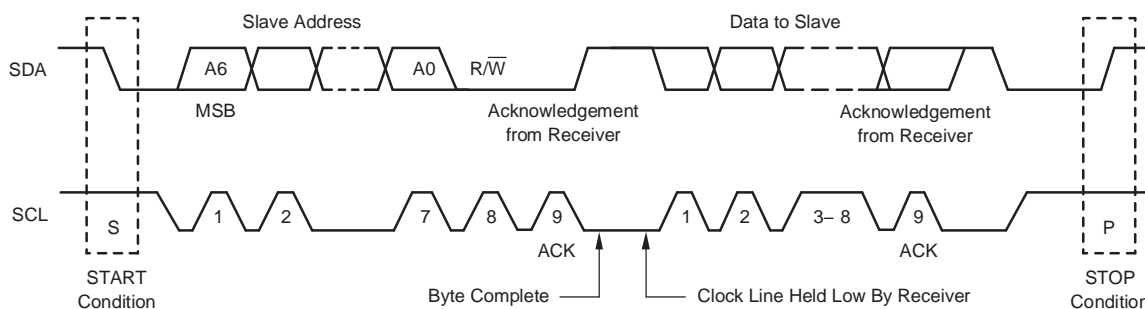 Slave Address
Data to Slave
SDA
A6
A0
R/W̅
MSB
Acknowledgement
from Receiver
Acknowledgement
from Receiver
SCL
S
1
2
7
8
9
1
2
3– 8
9
P
ACK
ACK
START
Condition
Byte Complete
Clock Line Held Low By Receiver
STOP
Condition